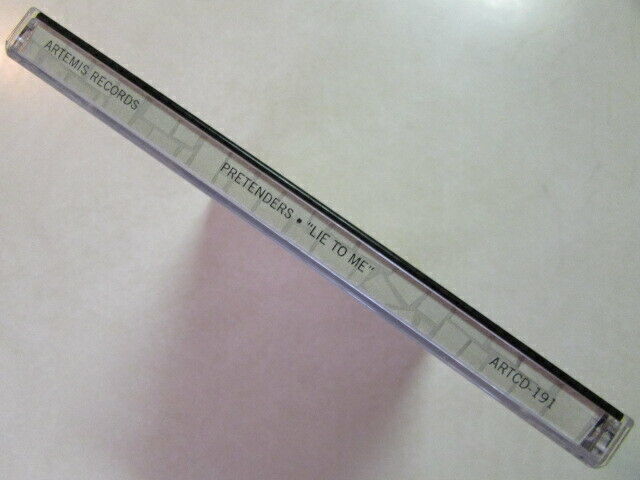 ARTEMIS RECORDS
PRETENDERS • "LIE TO ME"
ARTCD-191